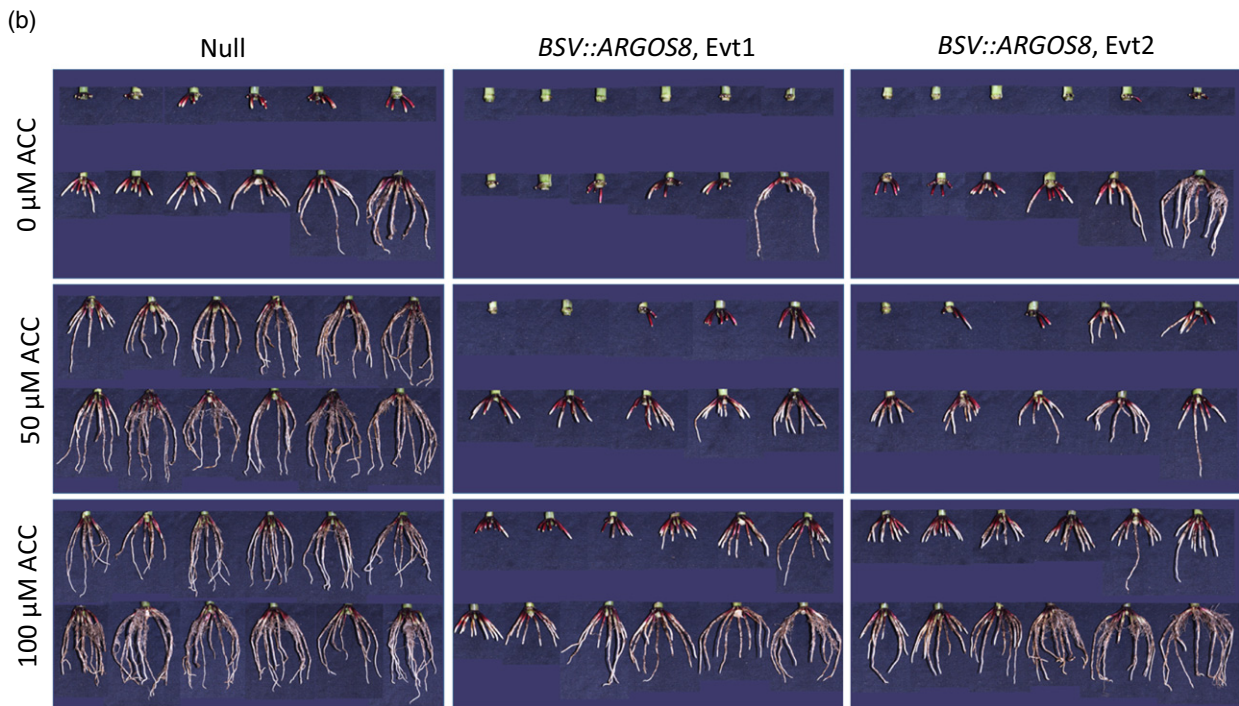 (b)
Null
BSV::ARGOS8, Evt1
BSV::ARGOS8, Evt2
0 μM ACC
50 μM ACC
100 μM ACC